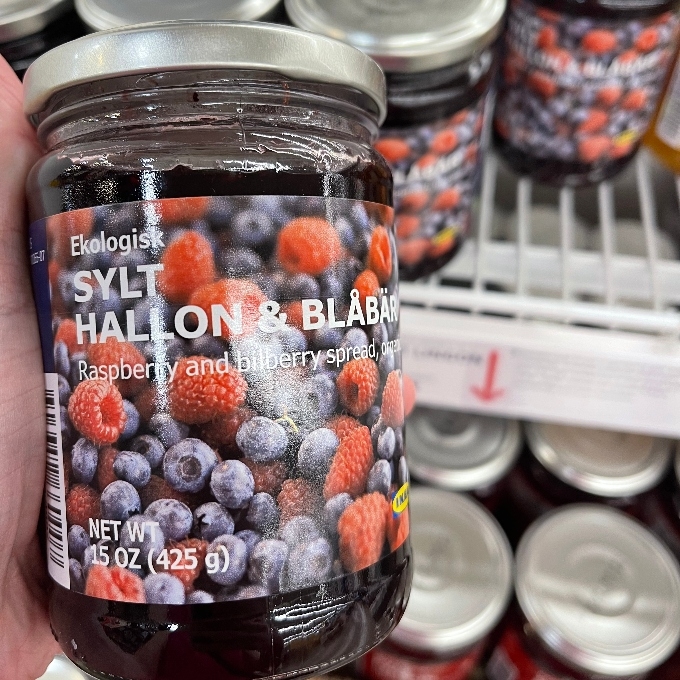 Ekologisk
SYLT
HALLON & BLÅBÄR
Raspberry and bilberry spread,
NET WT
15 OZ (425 g)